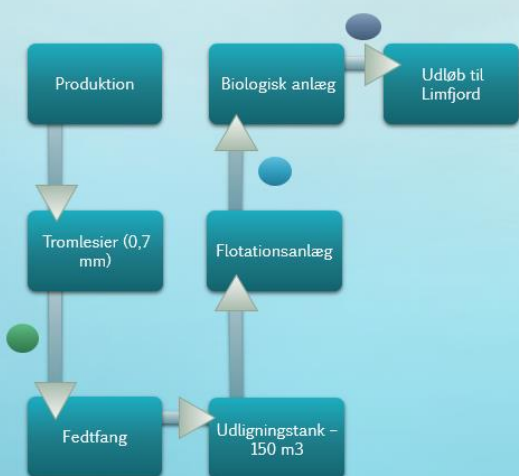 Produktion
Tromlesier (0,7
mm)
Fedtfang
Udligningstank –
150 m3
Flotationsanlæg
Biologisk anlæg
Udløb til
Limfjord